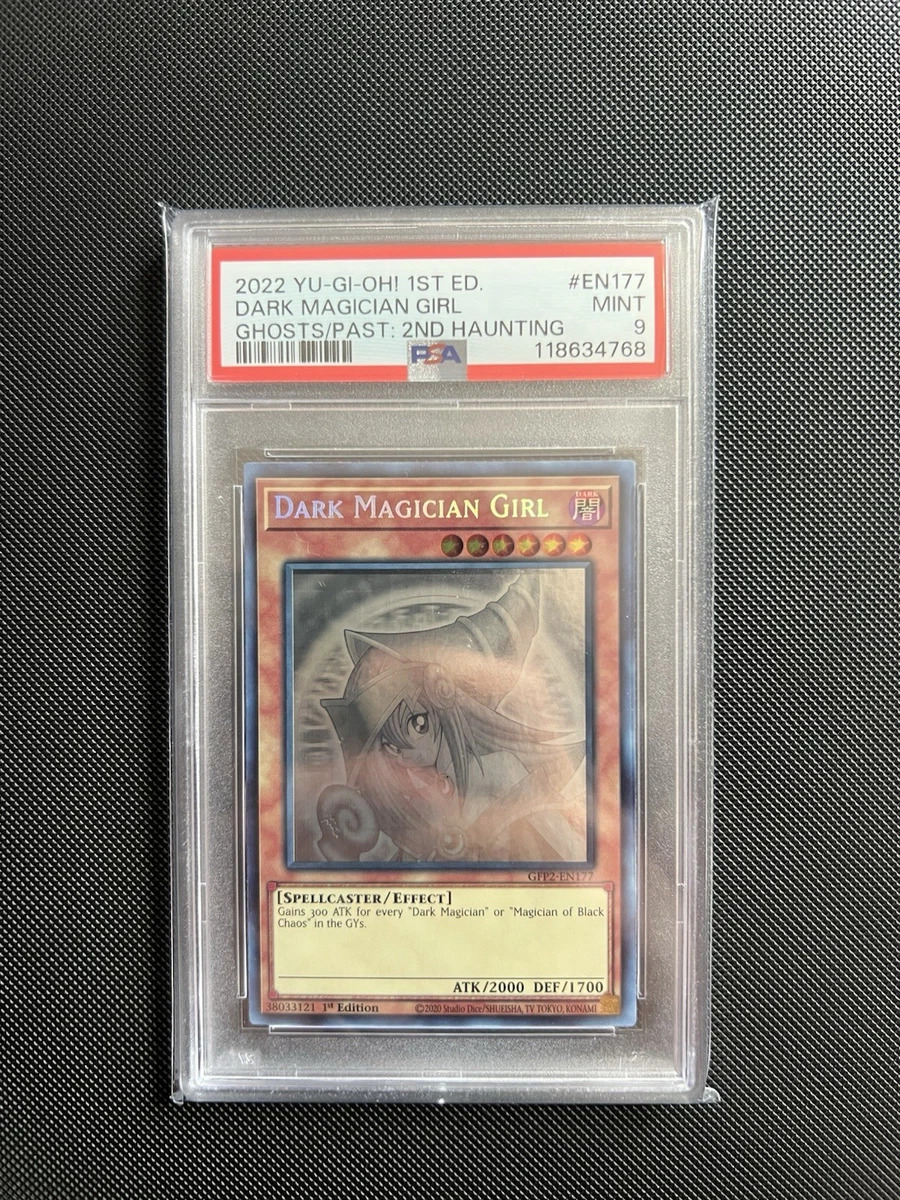 2022 YU-GI-OH! 1ST ED. #EN177
DARK MAGICIAN GIRL MINT
GHOSTS/PAST: 2ND HAUNTING 9
PSA 118634768
DARK MAGICIAN GIRL
DARK
闇
GFP2-EN177
[SPELLCASTER/EFFECT]
Gains 300 ATK for every "Dark Magician" or "Magician of Black
Chaos" in the GYs.
ATK/2000 DEF/1700
38033121 1st Edition ©2020 Studio Dice/SHUEISHA, TV TOKYO, KONAMI